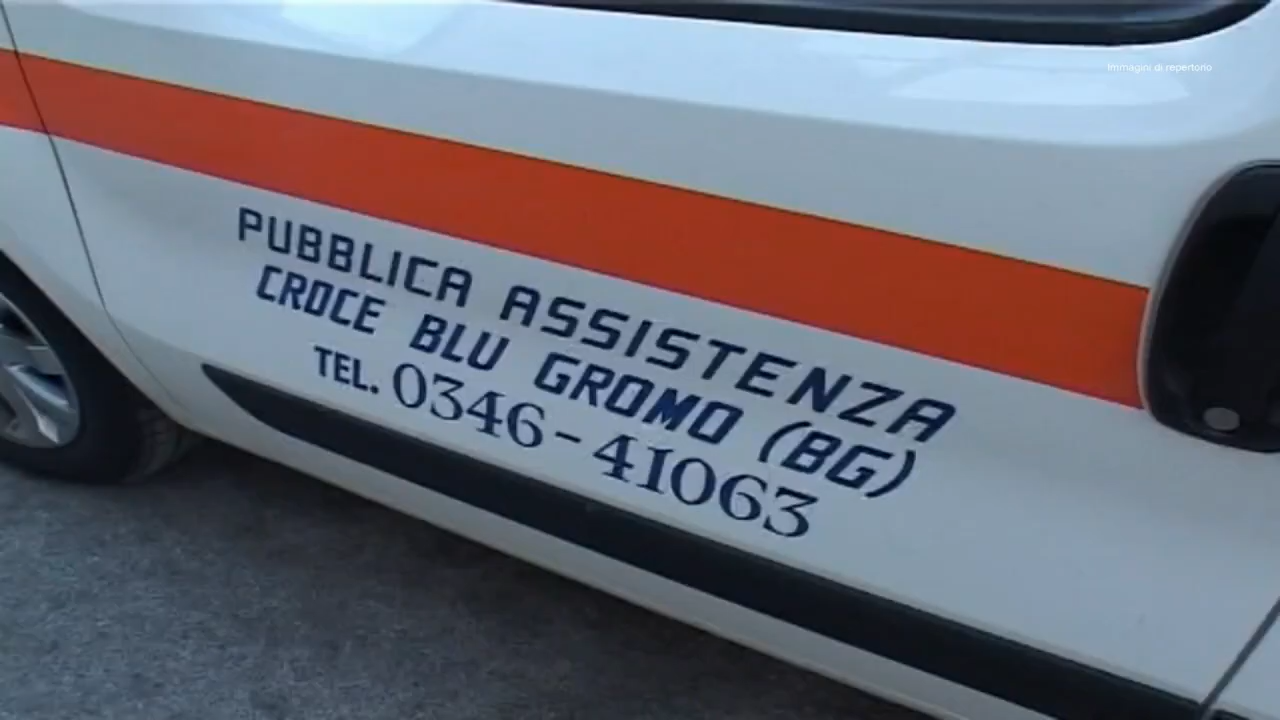 Immagini di repertorio
PUBBLICA ASSISTENZA
CROCE BLU GROMO (BG)
TEL. 0346-41063